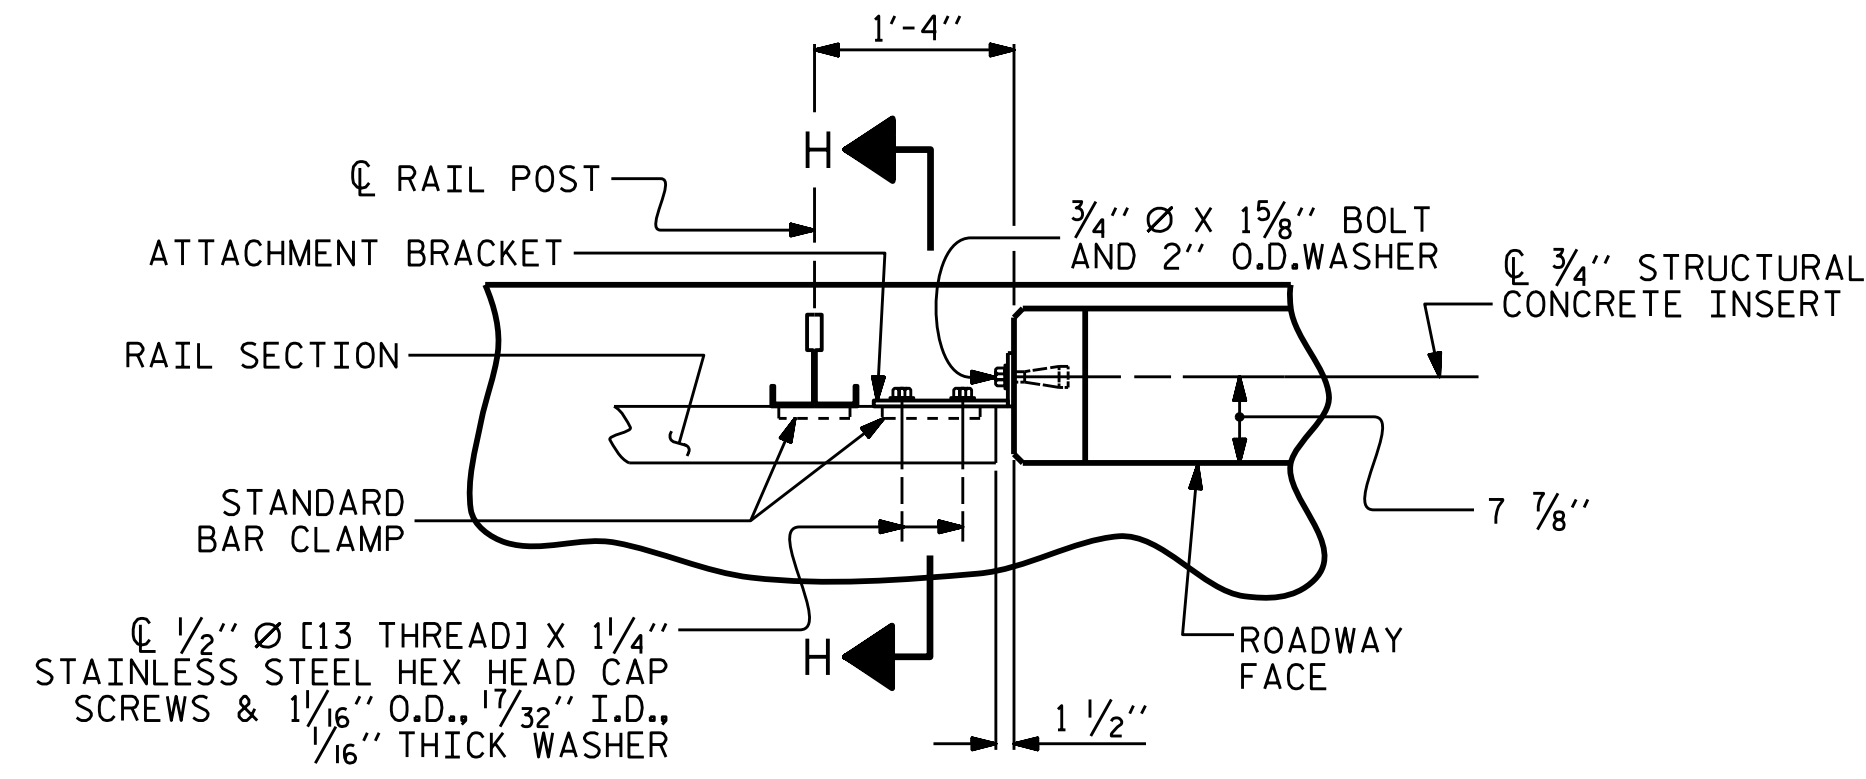 1'-4"
H
℄ RAIL POST
ATTACHMENT BRACKET
3/4" Ø X 1 5/8" BOLT
AND 2" O.D.WASHER
℄ 3/4" STRUCTURAL
CONCRETE INSERT
RAIL SECTION
STANDARD
BAR CLAMP
7 7/8"
℄ 1/2" Ø [13 THREAD] X 1 1/4"
STAINLESS STEEL HEX HEAD CAP
SCREWS & 1 1/16" O.D., 17/32" I.D.,
1/16" THICK WASHER
H
ROADWAY
FACE
1 1/2"